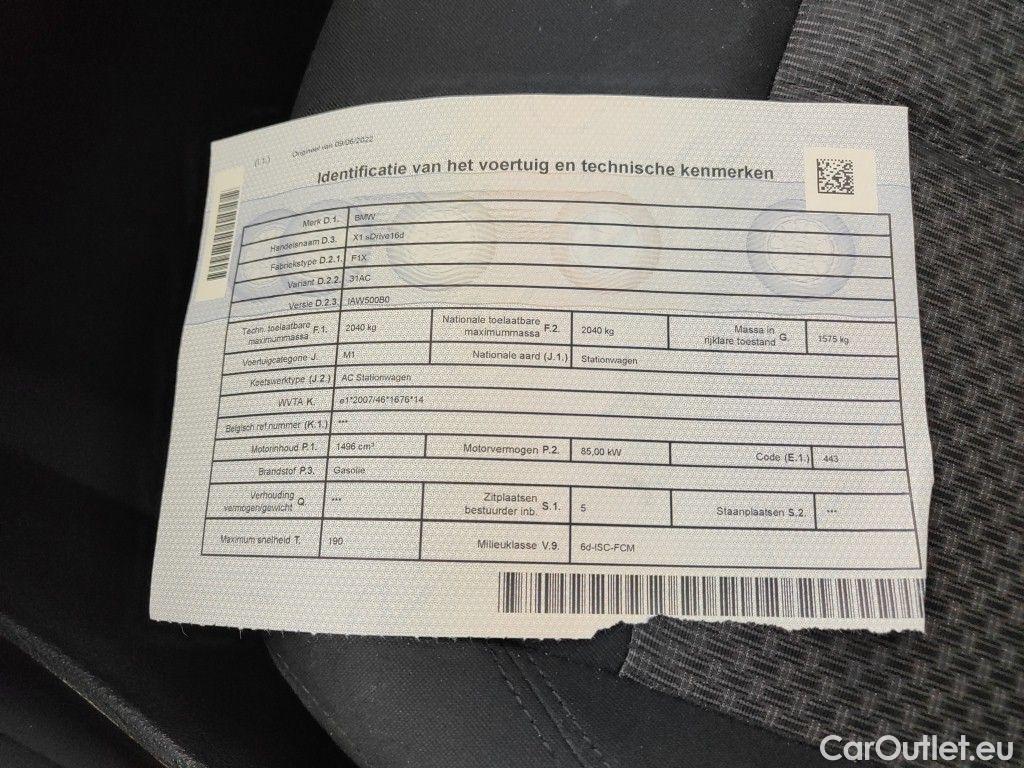 (I.1.) Origineel van 09/06/2022
Identificatie van het voertuig en technische kenmerken
Merk D.1. BMW
Handelsnaam D.3. X1 sDrive16d
Fabriekstype D.2.1. F1X
Variant D.2.2. 31AC
Versie D.2.3. IAW500B0
Techn. toelaatbare maximummassa F.1. 2040 kg Nationale toelaatbare maximummassa F.2. 2040 kg Massa in rijklare toestand G. 1575 kg
Voertuigcategorie J. M1 Nationale aard (J.1.) Stationwagen
Koetswerktype (J.2.) AC Stationwagen
WVTA K. e1*2007/46*1676*14
Belgisch ref.nummer (K.1.) ***
Motorinhoud P.1. 1496 cm³ Motorvermogen P.2. 85,00 kW Code (E.1.) 443
Brandstof P.3. Gasolie
Verhouding vermogen/gewicht Q. *** Zitplaatsen bestuurder inb. S.1. 5 Staanplaatsen S.2. ***
Maximum snelheid T. 190 Milieuklasse V.9. 6d-ISC-FCM
CarOutlet.eu